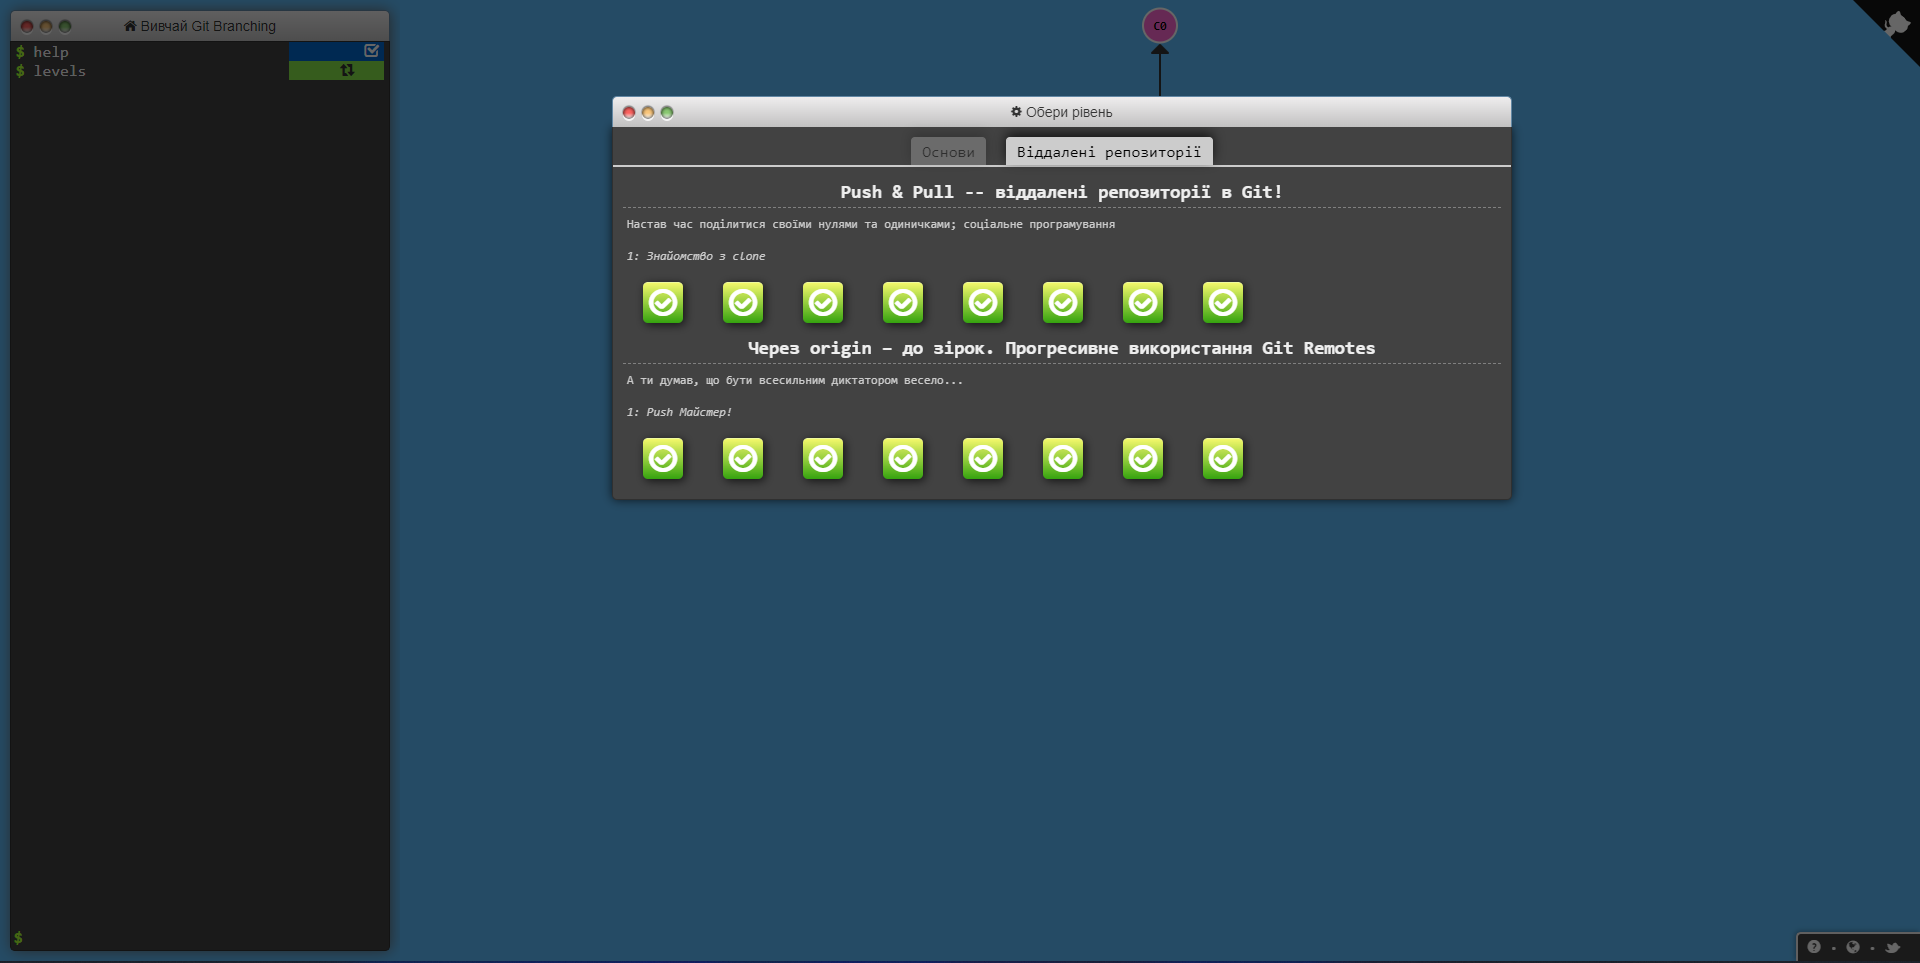 Вивчай Git Branching
$ help
$ levels
$
C0
Обери рівень
Основи
Віддалені репозиторії
Push & Pull -- віддалені репозиторії в Git!
Настав час поділитися своїми нулями та одиничками; соціальне програмування
1: Знайомство з clone
Через origin – до зірок. Прогресивне використання Git Remotes
А ти думав, що бути всесильним диктатором весело...
1: Push Майстер!